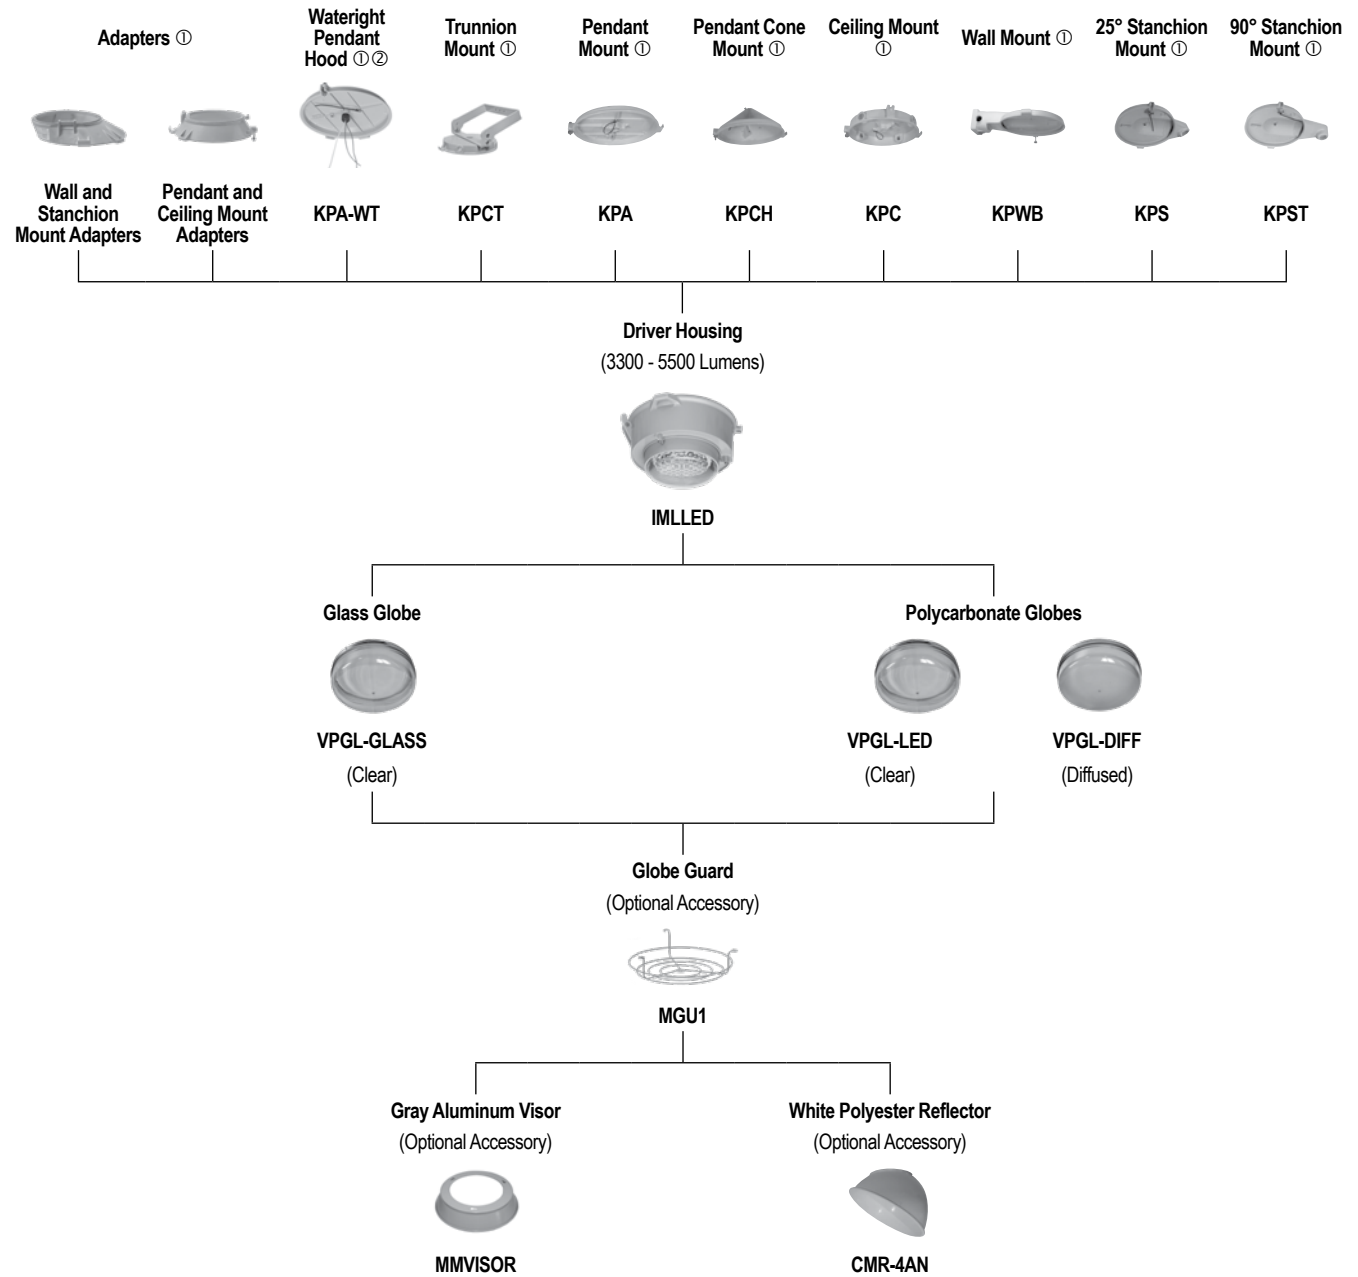 Adapters ①
Wateright
Pendant
Hood ①②
Trunnion
Mount ①
Pendant
Mount ①
Pendant Cone
Mount ①
Ceiling Mount
①
Wall Mount ①
25° Stanchion
Mount ①
90° Stanchion
Mount ①
Wall and
Stanchion
Mount Adapters
Pendant and
Ceiling Mount
Adapters
KPA-WT
KPCT
KPA
KPCH
KPC
KPWB
KPS
KPST
Driver Housing
(3300 - 5500 Lumens)
IMLLED
Glass Globe
Polycarbonate Globes
VPGL-GLASS
(Clear)
VPGL-LED
(Clear)
VPGL-DIFF
(Diffused)
Globe Guard
(Optional Accessory)
MGU1
Gray Aluminum Visor
(Optional Accessory)
White Polyester Reflector
(Optional Accessory)
MMVISOR
CMR-4AN